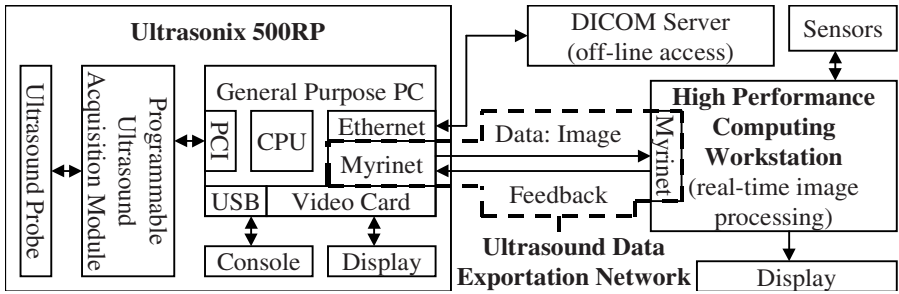 Ultrasonix 500RP
Ultrasound Probe
Programmable
Ultrasound
Acquisition Module
General Purpose PC
PCI
CPU
Ethernet
Myrinet
USB
Video Card
Console
Display
DICOM Server
(off-line access)
Data: Image
Feedback
Ultrasound Data
Exportation Network
Sensors
High Performance
Computing
Workstation
(real-time image
processing)
Myrinet
Display